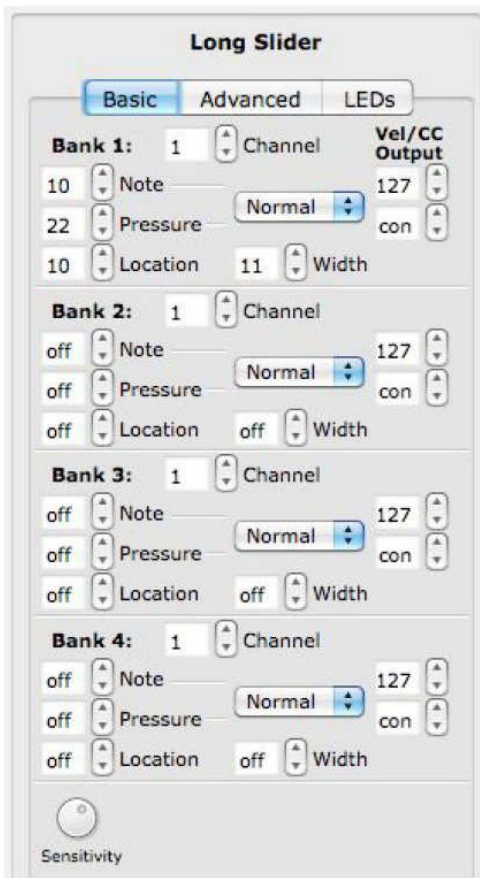 Long Slider
Basic Advanced LEDs
Bank 1: 1 Channel Vel/CC Output
10 Note 127
Normal
22 Pressure con
10 Location 11 Width
Bank 2: 1 Channel
off Note 127
Normal
off Pressure con
off Location off Width
Bank 3: 1 Channel
off Note 127
Normal
off Pressure con
off Location off Width
Bank 4: 1 Channel
off Note 127
Normal
off Pressure con
off Location off Width
Sensitivity